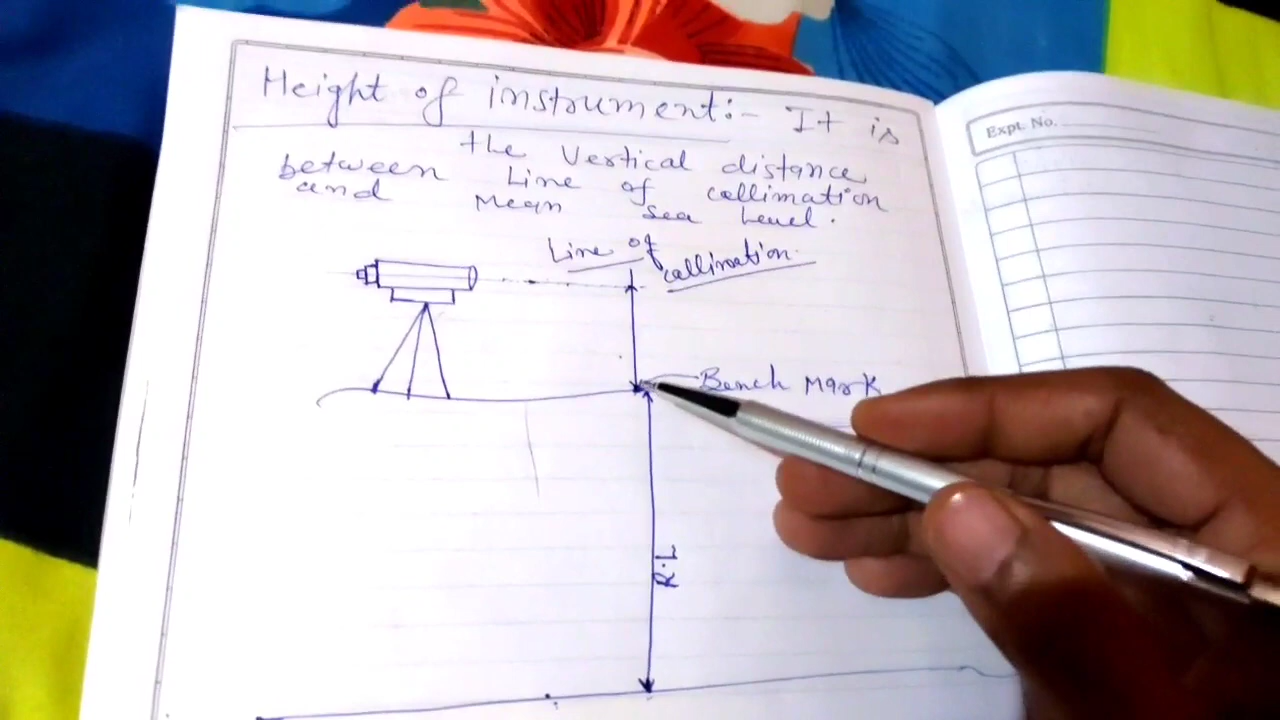 Height of instrument:- It is
the Vertical distance
between Line of collimation
and Mean Sea Level.
Line of
collimation.
Bench Mark
R.L
Expt. No.